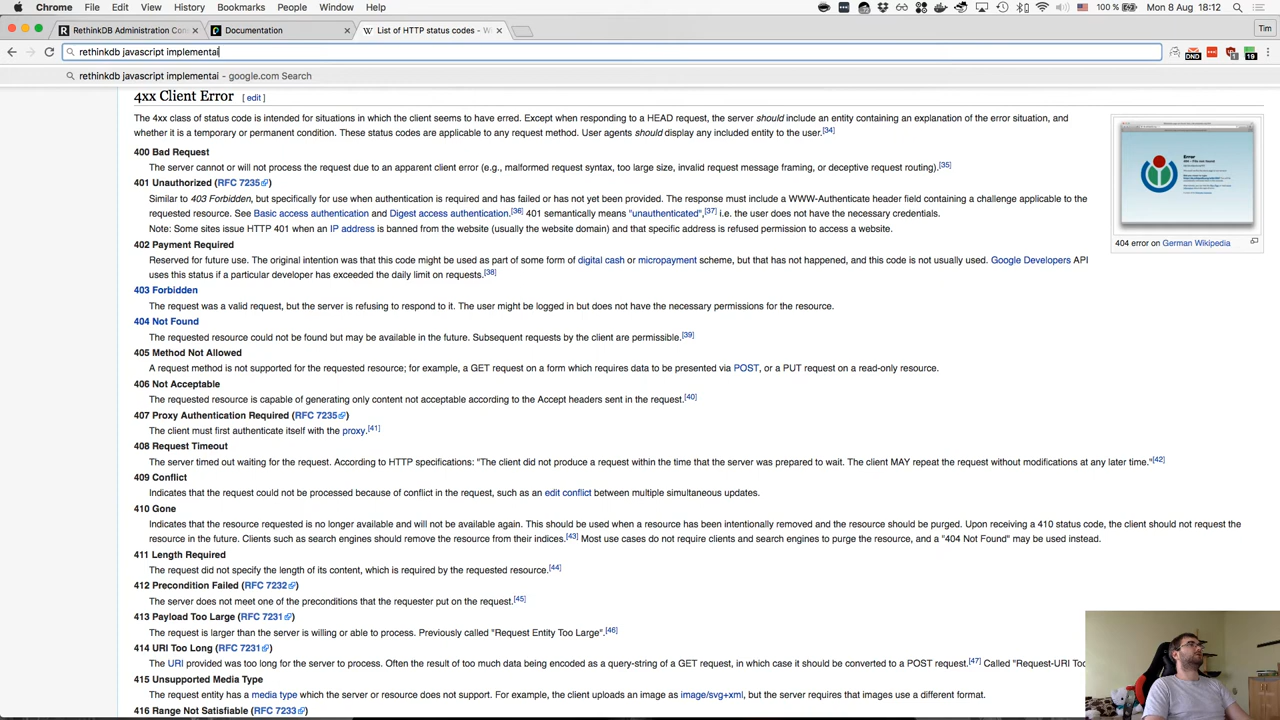 Chrome File Edit View History Bookmarks People Window Help 100 % Mon 8 Aug 18:12
RethinkDB Administration Con Documentation List of HTTP status codes - W Tim
rethinkdb javascript implementai
rethinkdb javascript implementai - google.com Search
4xx Client Error [ edit ]
The 4xx class of status code is intended for situations in which the client seems to have erred. Except when responding to a HEAD request, the server should include an entity containing an explanation of the error situation, and
whether it is a temporary or permanent condition. These status codes are applicable to any request method. User agents should display any included entity to the user.[34]
400 Bad Request
The server cannot or will not process the request due to an apparent client error (e.g., malformed request syntax, too large size, invalid request message framing, or deceptive request routing).[35]
401 Unauthorized (RFC 7235)
Similar to 403 Forbidden, but specifically for use when authentication is required and has failed or has not yet been provided. The response must include a WWW-Authenticate header field containing a challenge applicable to the
requested resource. See Basic access authentication and Digest access authentication.[36] 401 semantically means "unauthenticated",[37] i.e. the user does not have the necessary credentials.
Note: Some sites issue HTTP 401 when an IP address is banned from the website (usually the website domain) and that specific address is refused permission to access a website.
402 Payment Required
Reserved for future use. The original intention was that this code might be used as part of some form of digital cash or micropayment scheme, but that has not happened, and this code is not usually used. Google Developers API
uses this status if a particular developer has exceeded the daily limit on requests.[38]
403 Forbidden
The request was a valid request, but the server is refusing to respond to it. The user might be logged in but does not have the necessary permissions for the resource.
404 Not Found
The requested resource could not be found but may be available in the future. Subsequent requests by the client are permissible.[39]
405 Method Not Allowed
A request method is not supported for the requested resource; for example, a GET request on a form which requires data to be presented via POST, or a PUT request on a read-only resource.
406 Not Acceptable
The requested resource is capable of generating only content not acceptable according to the Accept headers sent in the request.[40]
407 Proxy Authentication Required (RFC 7235)
The client must first authenticate itself with the proxy.[41]
408 Request Timeout
The server timed out waiting for the request. According to HTTP specifications: "The client did not produce a request within the time that the server was prepared to wait. The client MAY repeat the request without modifications at any later time."[42]
409 Conflict
Indicates that the request could not be processed because of conflict in the request, such as an edit conflict between multiple simultaneous updates.
410 Gone
Indicates that the resource requested is no longer available and will not be available again. This should be used when a resource has been intentionally removed and the resource should be purged. Upon receiving a 410 status code, the client should not request the
resource in the future. Clients such as search engines should remove the resource from their indices.[43] Most use cases do not require clients and search engines to purge the resource, and a "404 Not Found" may be used instead.
411 Length Required
The request did not specify the length of its content, which is required by the requested resource.[44]
412 Precondition Failed (RFC 7232)
The server does not meet one of the preconditions that the requester put on the request.[45]
413 Payload Too Large (RFC 7231)
The request is larger than the server is willing or able to process. Previously called "Request Entity Too Large".[46]
414 URI Too Long (RFC 7231)
The URI provided was too long for the server to process. Often the result of too much data being encoded as a query-string of a GET request, in which case it should be converted to a POST request.[47] Called "Request-URI Too
415 Unsupported Media Type
The request entity has a media type which the server or resource does not support. For example, the client uploads an image as image/svg+xml, but the server requires that images use a different format.
416 Range Not Satisfiable (RFC 7233)
404 error on German Wikipedia
DND
19